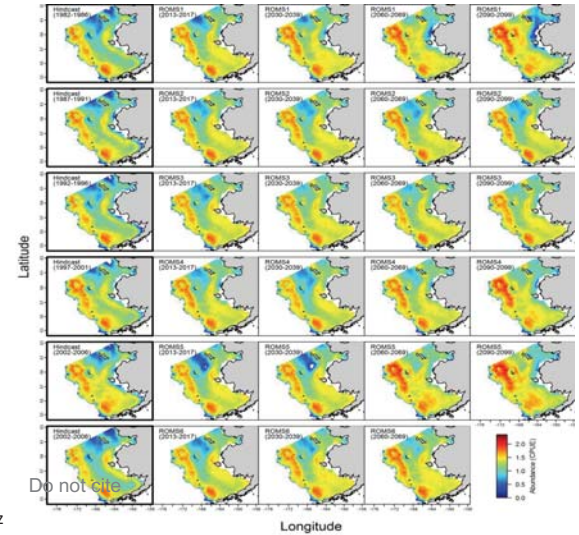 Hindcast
(1982-1986)
ROMS1
(2013-2017)
ROMS1
(2030-2039)
ROMS1
(2060-2069)
ROMS1
(2090-2099)
Hindcast
(1987-1991)
ROMS2
(2013-2017)
ROMS2
(2030-2039)
ROMS2
(2060-2069)
ROMS2
(2090-2099)
Hindcast
(1992-1996)
ROMS3
(2013-2017)
ROMS3
(2030-2039)
ROMS3
(2060-2069)
ROMS3
(2090-2099)
Latitude
Hindcast
(1997-2001)
ROMS4
(2013-2017)
ROMS4
(2030-2039)
ROMS4
(2060-2069)
ROMS4
(2090-2099)
Hindcast
(2002-2006)
ROMS5
(2013-2017)
ROMS5
(2030-2039)
ROMS5
(2060-2069)
ROMS5
(2090-2099)
Hindcast
(2002-2006)
ROMS6
(2013-2017)
ROMS6
(2030-2039)
ROMS6
(2060-2069)
2.0
1.5
1.0
0.5
0.0
Abundance (CPUE)
Do not cite
z
Longitude